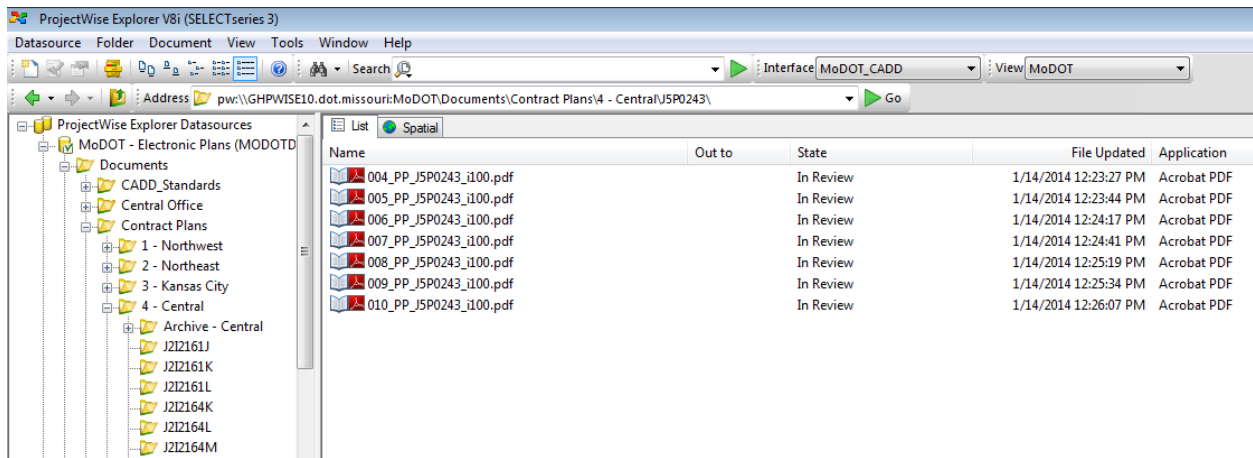 ProjectWise Explorer V8i (SELECTseries 3)
Datasource Folder Document View Tools Window Help
Search Interface MoDOT_CADD View MoDOT
Address pw:\\GHPWISE10.dot.missouri:MoDOT\Documents\Contract Plans\4 - Central\J5P0243\ Go
ProjectWise Explorer Datasources
MoDOT - Electronic Plans (MODOTD
Documents
CADD_Standards
Central Office
Contract Plans
1 - Northwest
2 - Northeast
3 - Kansas City
4 - Central
Archive - Central
J2I2161J
J2I2161K
J2I2161L
J2I2164K
J2I2164L
J2I2164M
List Spatial
Name Out to State File Updated Application
004_PP_J5P0243_i100.pdf In Review 1/14/2014 12:23:27 PM Acrobat PDF
005_PP_J5P0243_i100.pdf In Review 1/14/2014 12:23:44 PM Acrobat PDF
006_PP_J5P0243_i100.pdf In Review 1/14/2014 12:24:17 PM Acrobat PDF
007_PP_J5P0243_i100.pdf In Review 1/14/2014 12:24:41 PM Acrobat PDF
008_PP_J5P0243_i100.pdf In Review 1/14/2014 12:25:19 PM Acrobat PDF
009_PP_J5P0243_i100.pdf In Review 1/14/2014 12:25:34 PM Acrobat PDF
010_PP_J5P0243_i100.pdf In Review 1/14/2014 12:26:07 PM Acrobat PDF